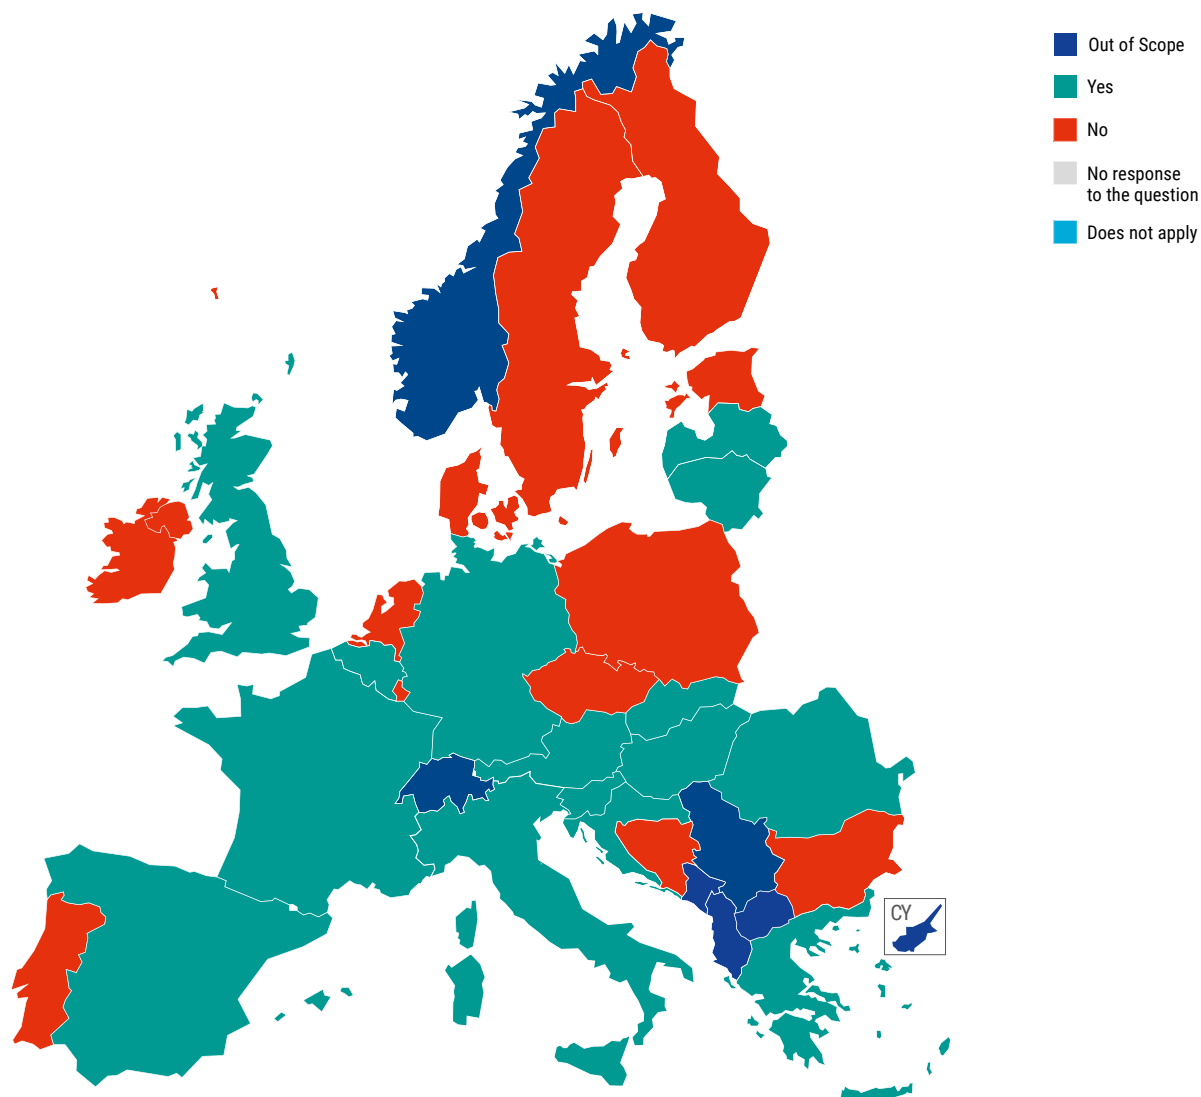 Out of Scope
Yes
No
No response
to the question
Does not apply
CY